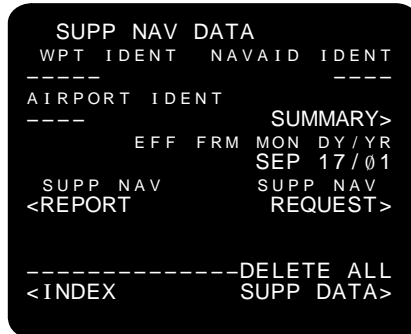 SUPP NAV DATA
WPT IDENT NAVAID IDENT
----- ----
AIRPORT IDENT
---- SUMMARY>
EFF FRM MON DY/YR
SEP 17/01
SUPP NAV SUPP NAV
<REPORT REQUEST>
--------------DELETE ALL
<INDEX SUPP DATA>